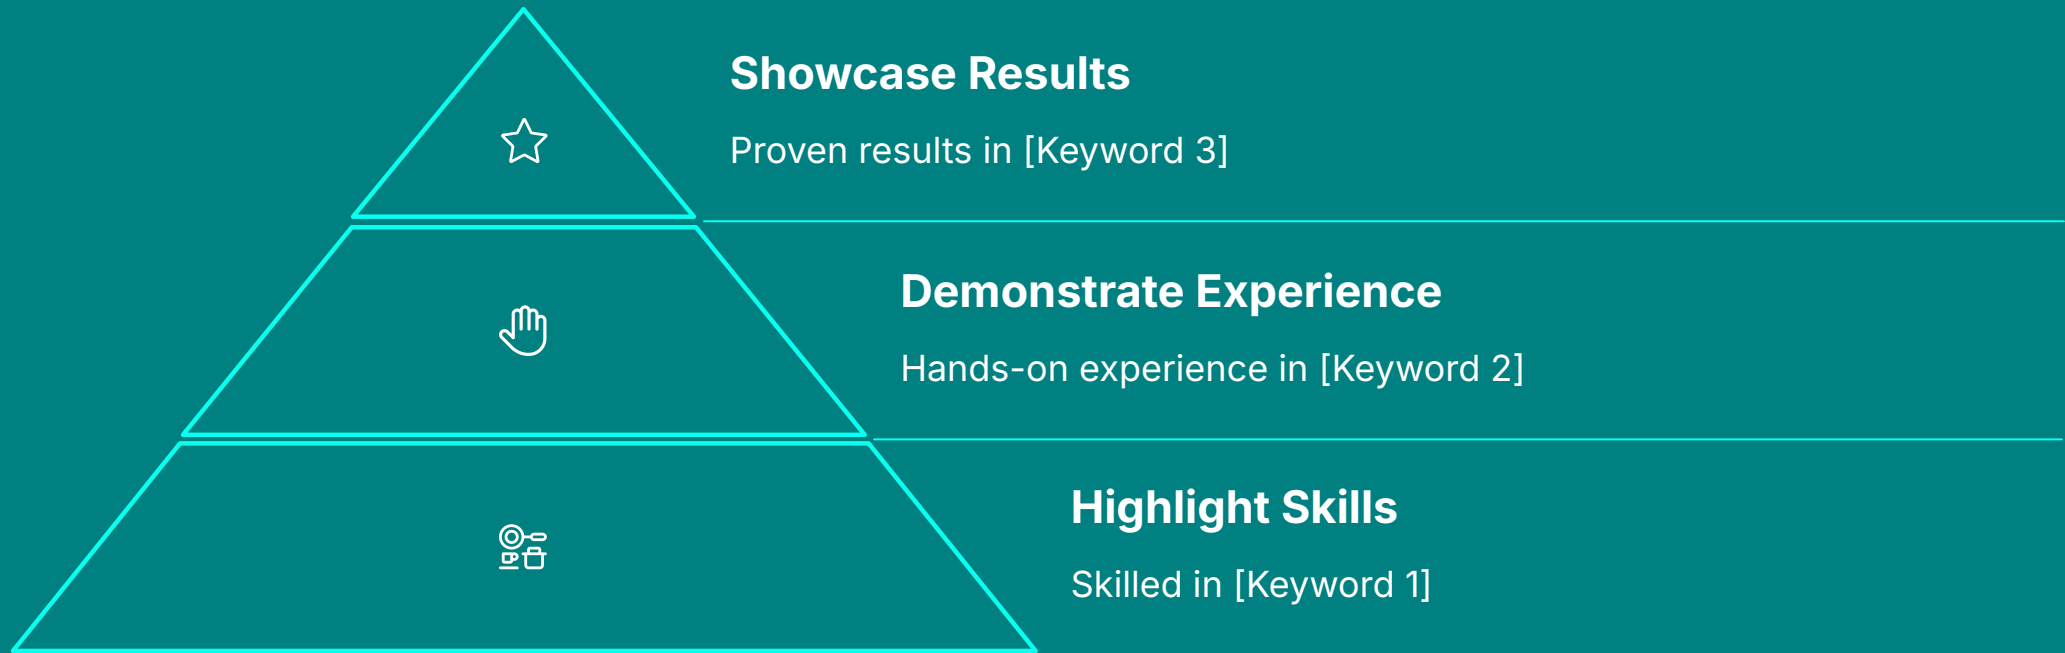 Showcase Results
Proven results in [Keyword 3]
Demonstrate Experience
Hands-on experience in [Keyword 2]
Highlight Skills
Skilled in [Keyword 1]